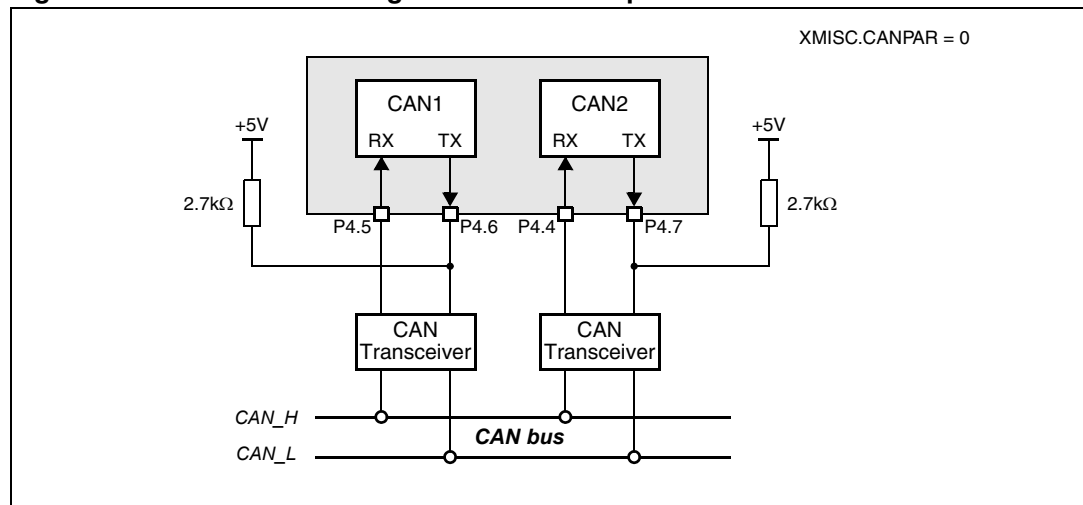 XMISC.CANPAR = 0
CAN1 CAN2
+5V +5V
RX TX RX TX
2.7kΩ 2.7kΩ
P4.5 P4.6 P4.4 P4.7
CAN CAN
Transceiver Transceiver
CAN_H
CAN bus
CAN_L